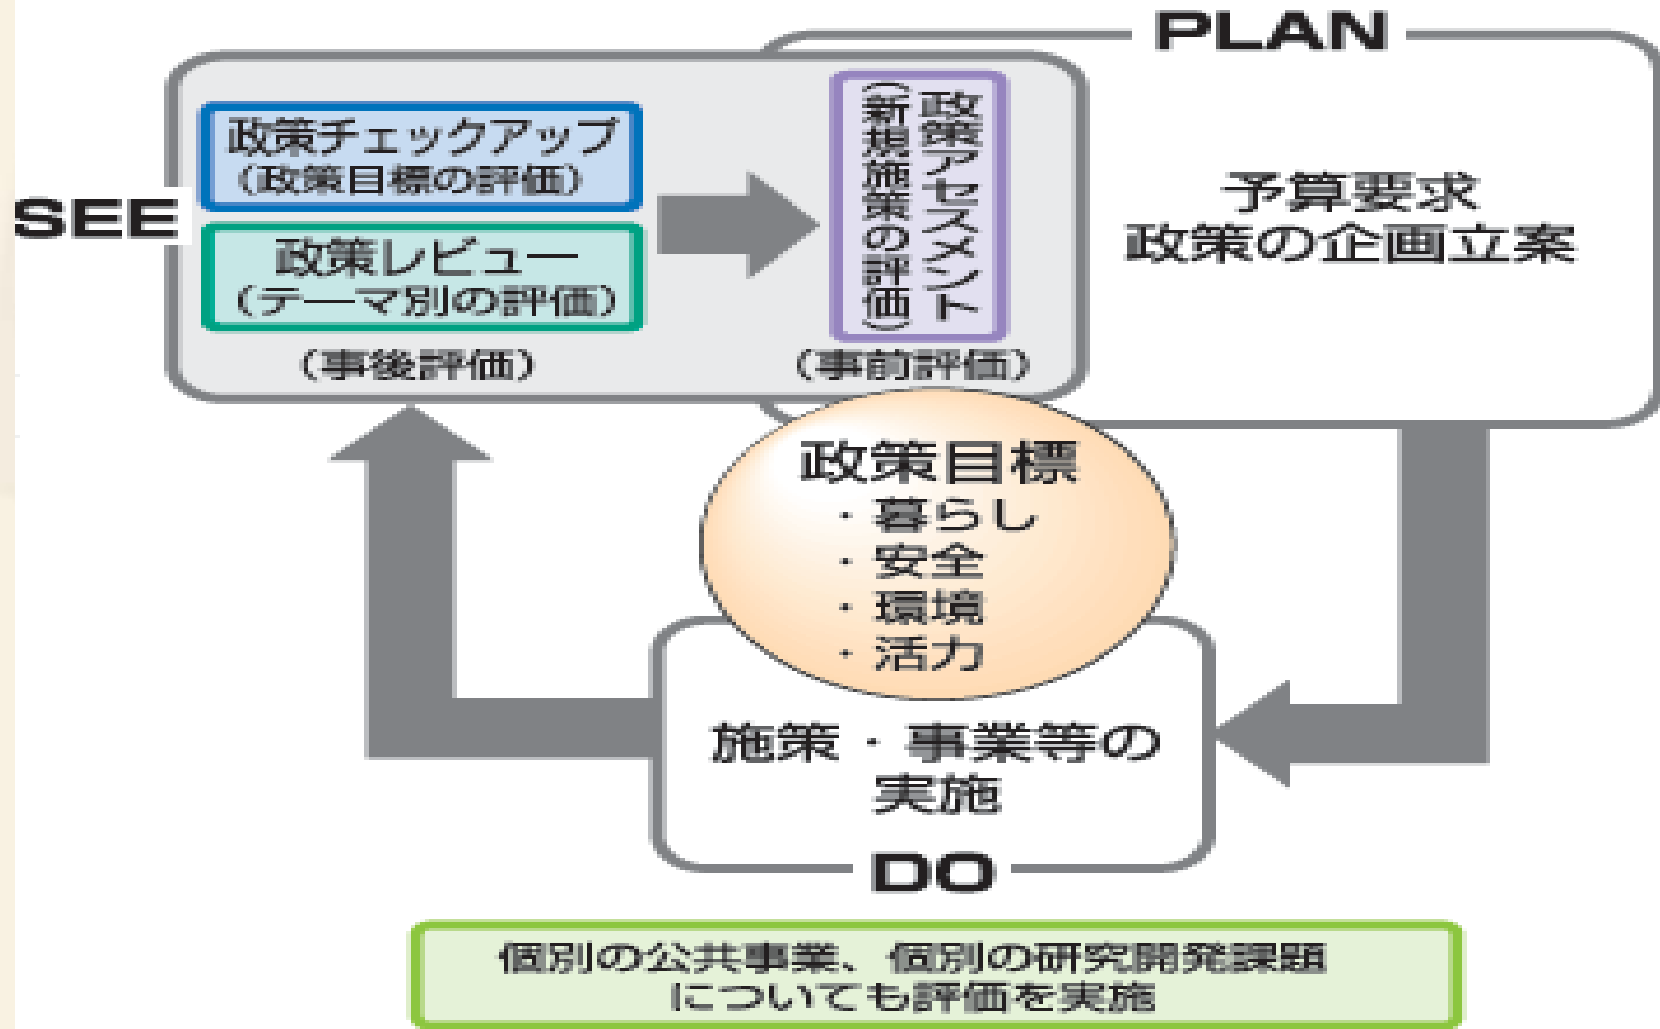 PLAN
SEE
政策チェックアップ
(政策目標の評価)
政策レビュー
(テーマ別の評価)
(事後評価)
政策アセスメント
(新規施策の評価)
(事前評価)
予算要求
政策の企画立案
政策目標
・暮らし
・安全
・環境
・活力
施策・事業等の
実施
DO
個別の公共事業、個別の研究開発課題
についても評価を実施